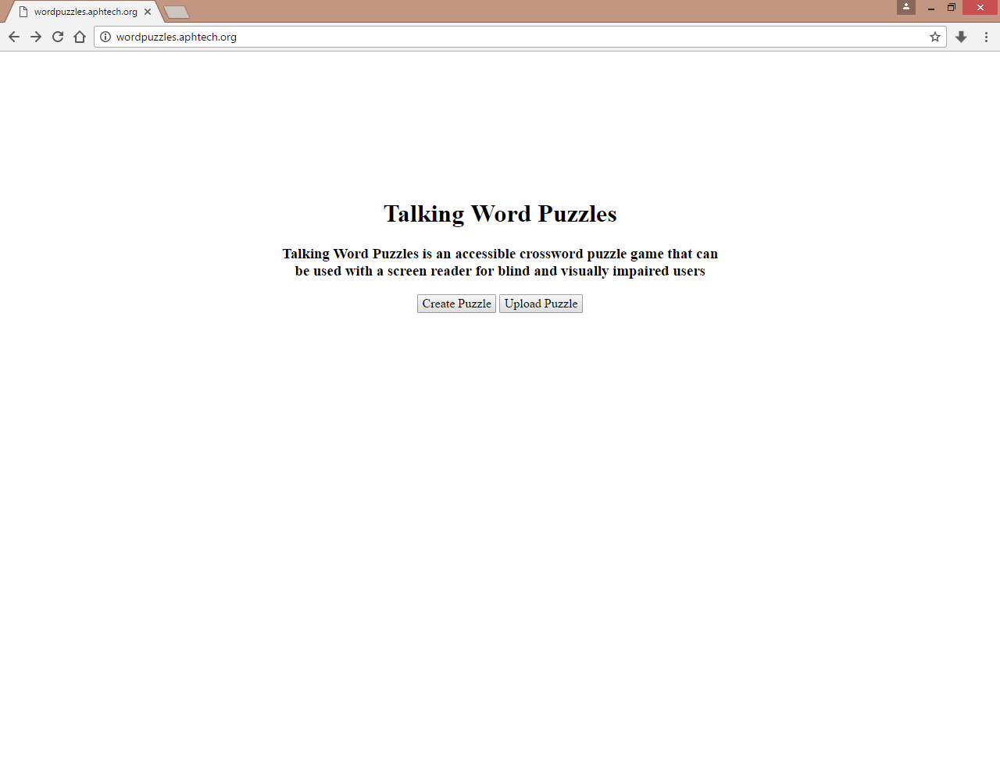 wordpuzzles.aphtech.org
wordpuzzles.aphtech.org
Talking Word Puzzles
Talking Word Puzzles is an accessible crossword puzzle game that can
be used with a screen reader for blind and visually impaired users
Create Puzzle Upload Puzzle